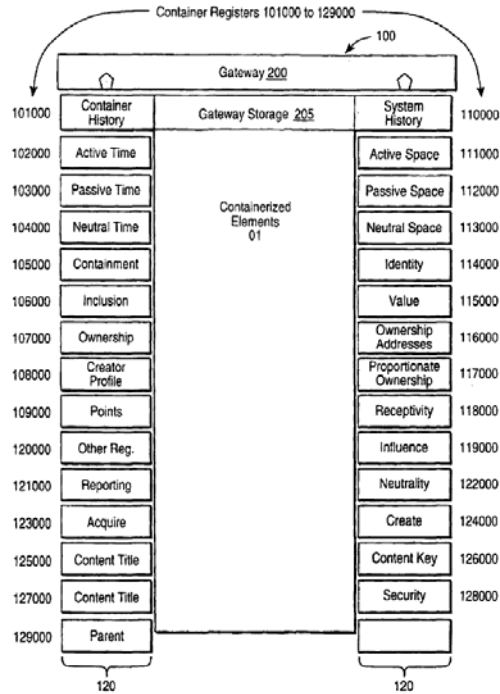 Container Registers 101000 to 129000
100
Gateway 200
101000 Container History Gateway Storage 205 System History 110000
102000 Active Time Active Space 111000
103000 Passive Time Passive Space 112000
Containerized
Elements
01
104000 Neutral Time Neutral Space 113000
105000 Containment Identity 114000
106000 Inclusion Value 115000
107000 Ownership Ownership Addresses 116000
108000 Creator Profile Proportionate Ownership 117000
109000 Points Receptivity 118000
120000 Other Reg. Influence 119000
121000 Reporting Neutrality 122000
123000 Acquire Create 124000
125000 Content Title Content Key 126000
127000 Content Title Security 128000
129000 Parent
120 120